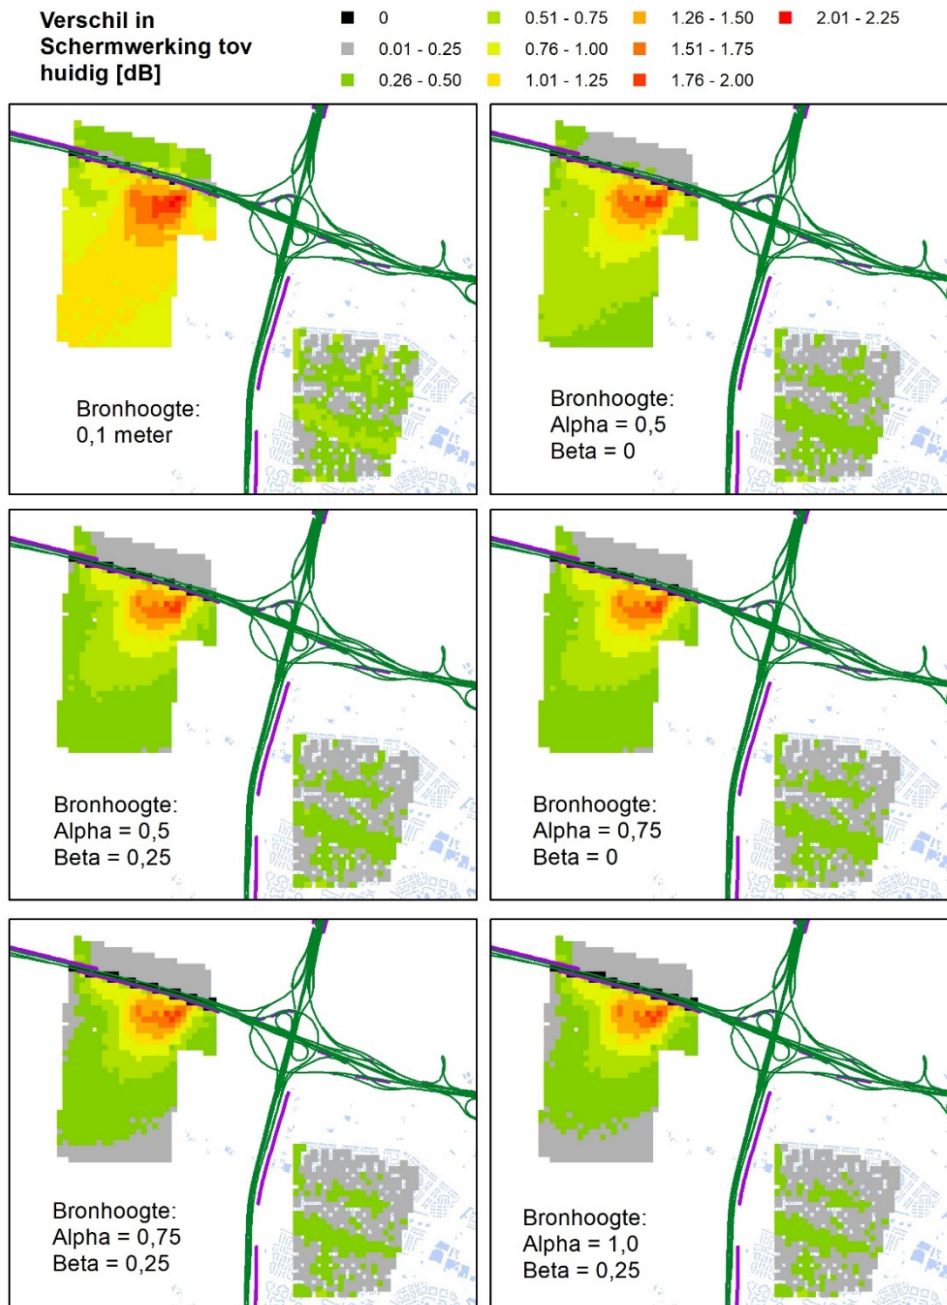 Verschil in
Schermwerking tov
huidig [dB]
0
0.01 - 0.25
0.26 - 0.50
0.51 - 0.75
0.76 - 1.00
1.01 - 1.25
1.26 - 1.50
1.51 - 1.75
1.76 - 2.00
2.01 - 2.25
Bronhoogte:
0,1 meter
Bronhoogte:
Alpha = 0,5
Beta = 0
Bronhoogte:
Alpha = 0,5
Beta = 0,25
Bronhoogte:
Alpha = 0,75
Beta = 0
Bronhoogte:
Alpha = 0,75
Beta = 0,25
Bronhoogte:
Alpha = 1,0
Beta = 0,25